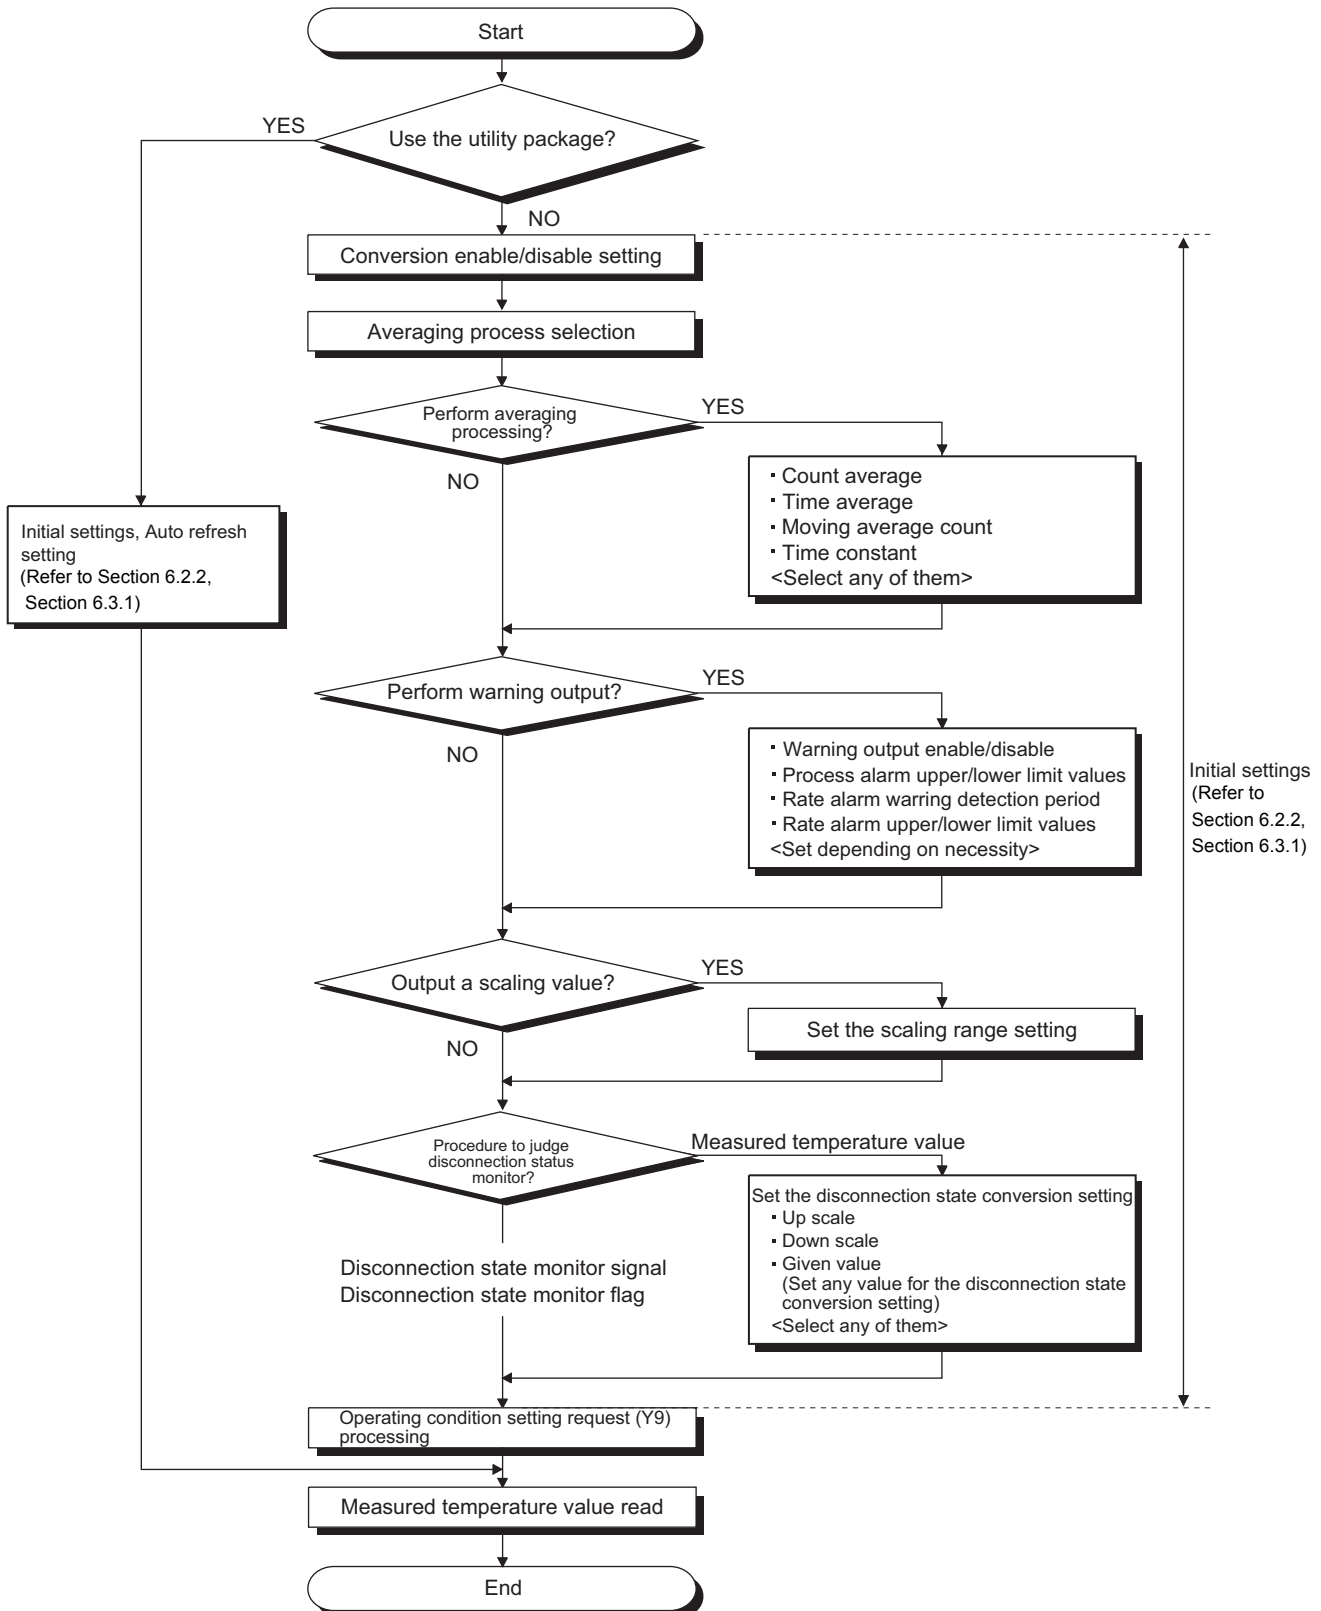 Start
YES
Use the utility package?
NO
Conversion enable/disable setting
Averaging process selection
Perform averaging
processing?
YES
NO
▪ Count average
▪ Time average
▪ Moving average count
▪ Time constant
<Select any of them>
Initial settings, Auto refresh
setting
(Refer to Section 6.2.2,
Section 6.3.1)
Perform warning output?
YES
NO
▪ Warning output enable/disable
▪ Process alarm upper/lower limit values
▪ Rate alarm warring detection period
▪ Rate alarm upper/lower limit values
<Set depending on necessity>
Initial settings
(Refer to
Section 6.2.2,
Section 6.3.1)
Output a scaling value?
YES
NO
Set the scaling range setting
Procedure to judge
disconnection status
monitor?
Measured temperature value
Set the disconnection state conversion setting
▪ Up scale
▪ Down scale
▪ Given value
(Set any value for the disconnection state
conversion setting)
<Select any of them>
Disconnection state monitor signal
Disconnection state monitor flag
Operating condition setting request (Y9)
processing
Measured temperature value read
End